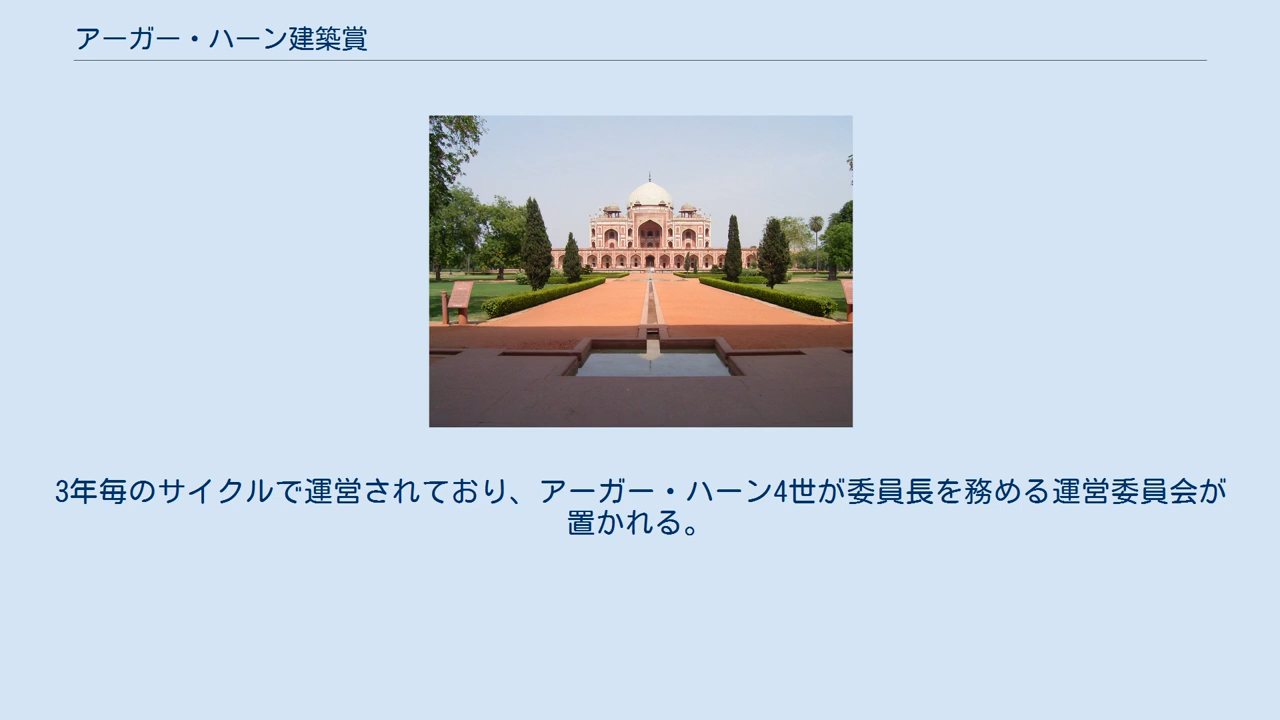 アーガー・ハーン建築賞
3年毎のサイクルで運営されており、アーガー・ハーン4世が委員長を務める運営委員会が
置かれる。